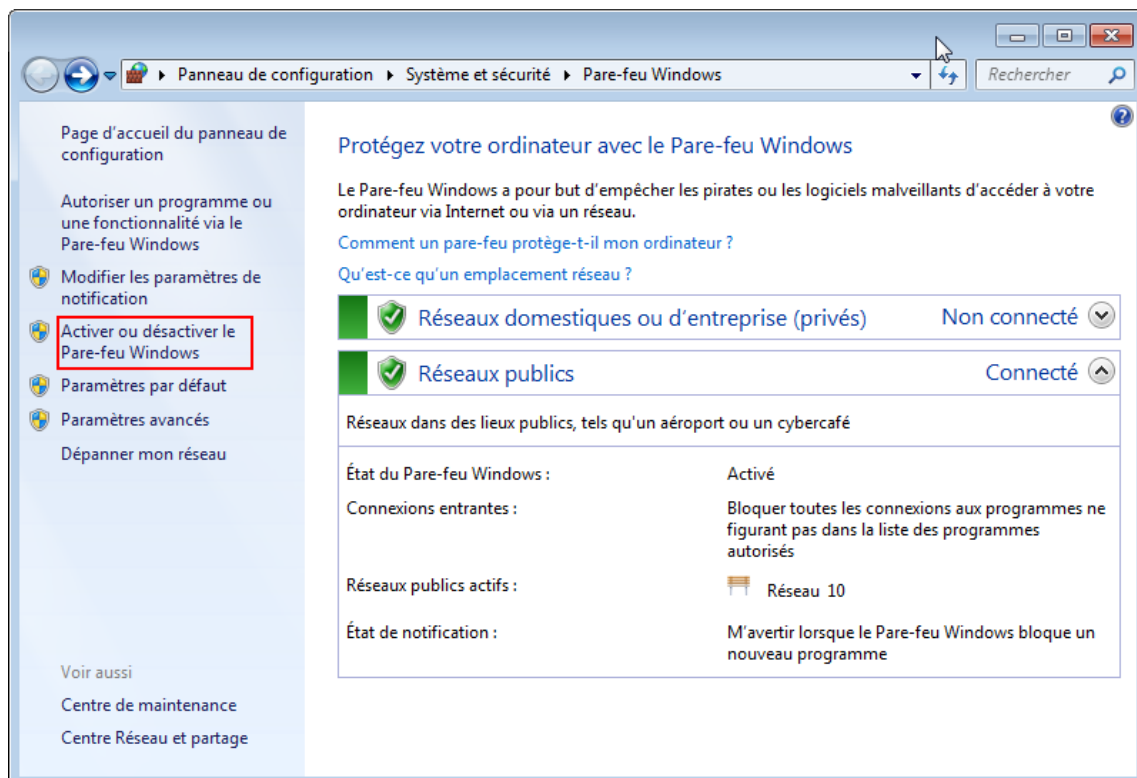 Panneau de configuration ▸ Système et sécurité ▸ Pare-feu Windows
Rechercher
Page d'accueil du panneau de
configuration
Autoriser un programme ou
une fonctionnalité via le
Pare-feu Windows
Modifier les paramètres de
notification
Activer ou désactiver le
Pare-feu Windows
Paramètres par défaut
Paramètres avancés
Dépanner mon réseau
Voir aussi
Centre de maintenance
Centre Réseau et partage
Protégez votre ordinateur avec le Pare-feu Windows
Le Pare-feu Windows a pour but d'empêcher les pirates ou les logiciels malveillants d'accéder à votre
ordinateur via Internet ou via un réseau.
Comment un pare-feu protège-t-il mon ordinateur ?
Qu'est-ce qu'un emplacement réseau ?
Réseaux domestiques ou d'entreprise (privés) Non connecté
Réseaux publics Connecté
Réseaux dans des lieux publics, tels qu'un aéroport ou un cybercafé
État du Pare-feu Windows : Activé
Connexions entrantes : Bloquer toutes les connexions aux programmes ne
figurant pas dans la liste des programmes
autorisés
Réseaux publics actifs : Réseau 10
État de notification : M'avertir lorsque le Pare-feu Windows bloque un
nouveau programme